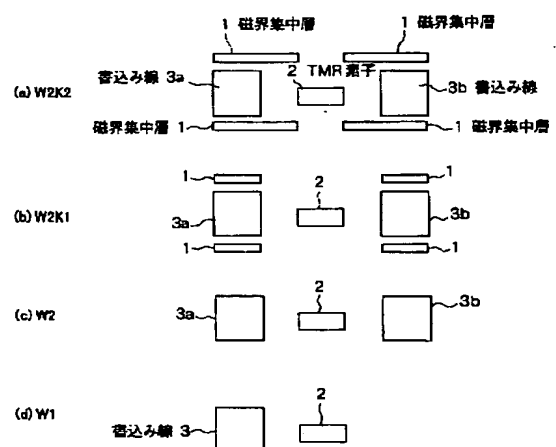 1 磁界集中層 1 磁界集中層
書込み線 3a 2 TMR素子
(a) W2K2 3b 書込み線
磁界集中層 1 1 磁界集中層
1 1
2
(b) W2K1 3a 3b
1 1
2
(c) W2 3a 3b
2
(d) W1
書込み線 3